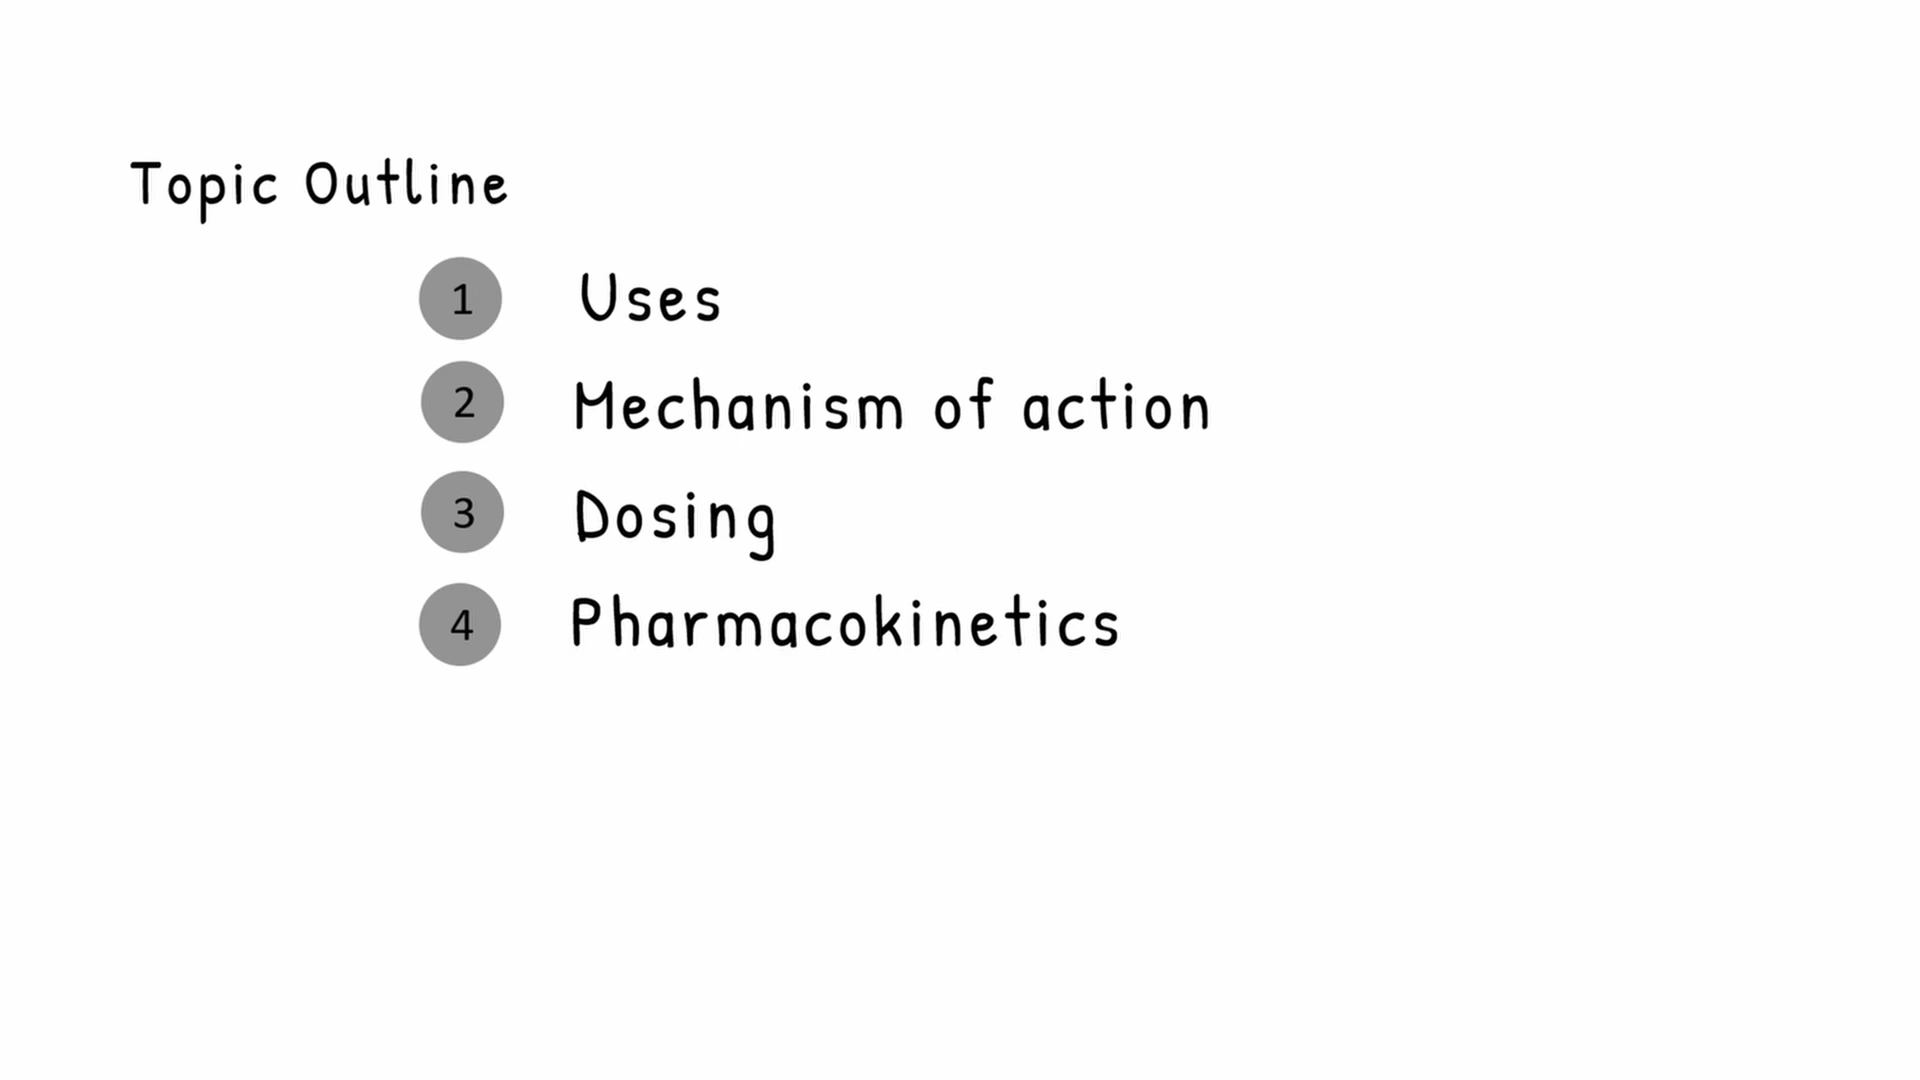 Topic Outline
1 Uses
2 Mechanism of action
3 Dosing
4 Pharmacokinetics